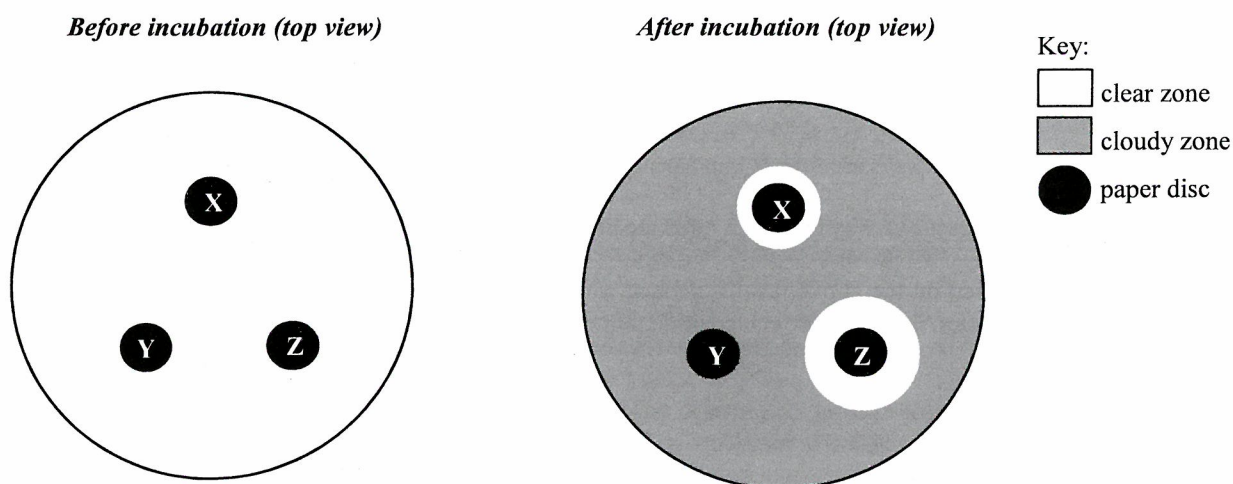 Before incubation (top view)
After incubation (top view)
Key:
clear zone
cloudy zone
paper disc
X
Y
Z
X
Y
Z